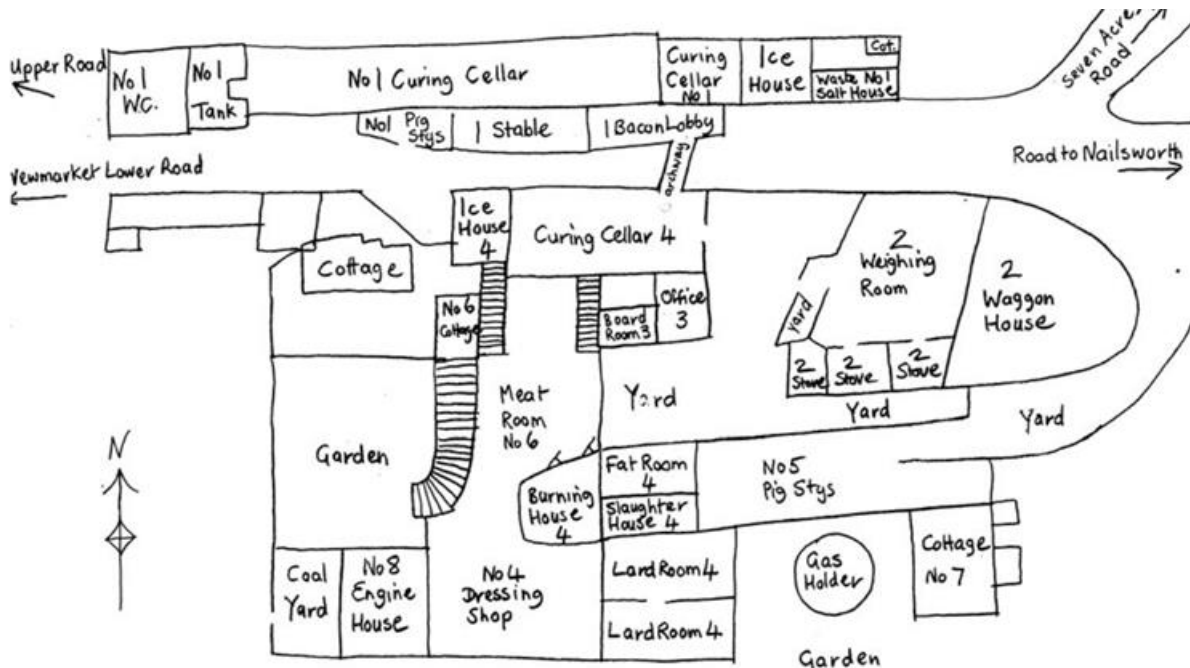 Upper Road
No 1
W.C.
No 1
Tank
No 1 Curing Cellar
Curing
Cellar
No 1
Ice
House
Cot.
Waste No 1
Salt House
Seven Acres
Road
No1 Pig
Stys
1 Stable
1 Bacon Lobby
archway
Road to Nailsworth
Newmarket Lower Road
Ice
House
4
Curing Cellar 4
2
Weighing
Room
2
Waggon
House
Cottage
No 6
Cottage
Board
Room 3
Office
3
yard
2
Stove
2
Stove
2
Stove
Meat
Room
No 6
Yard
Yard
Yard
N
Garden
Burning
House
4
Fat Room
4
Slaughter
House 4
No 5
Pig Stys
Coal
Yard
No 8
Engine
House
No 4
Dressing
Shop
Lard Room 4
Lard Room 4
Gas
Holder
Cottage
No 7
Garden